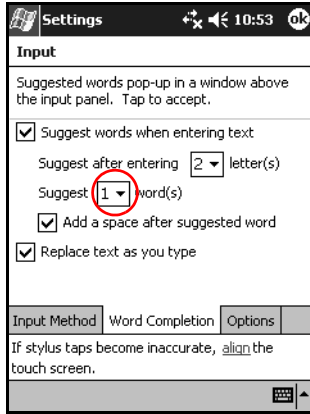 Settings 10:53 ok
Input
Suggested words pop-up in a window above
the input panel. Tap to accept.
Suggest words when entering text
Suggest after entering 2 letter(s)
Suggest 1 word(s)
Add a space after suggested word
Replace text as you type
Input Method Word Completion Options
If stylus taps become inaccurate, align the
touch screen.